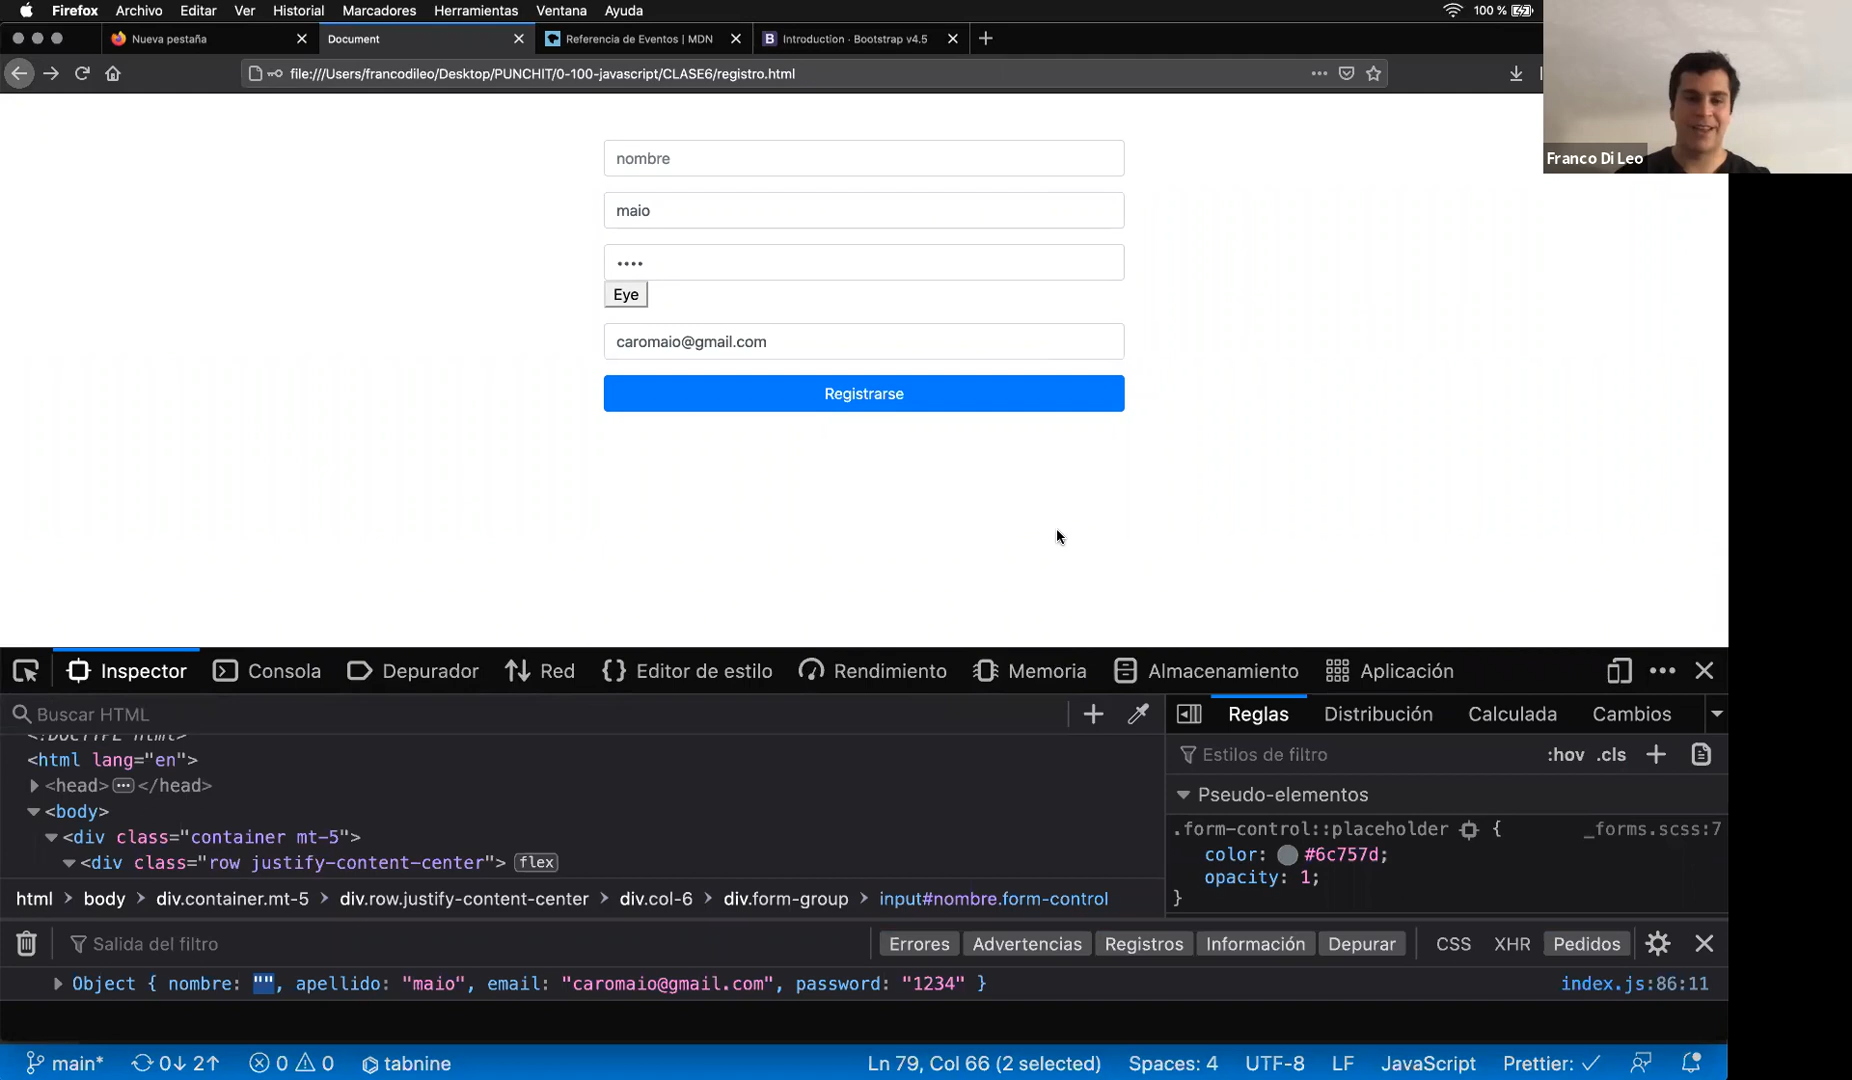 Firefox Archivo Editar Ver Historial Marcadores Herramientas Ventana Ayuda 100 %
Nueva pestaña Document Referencia de Eventos | MDN B Introduction · Bootstrap v4.5
file:///Users/francodileo/Desktop/PUNCHIT/0-100-javascript/CLASE6/registro.html
Franco Di Leo
nombre
maio
••••
Eye
caromaio@gmail.com
Registrarse
Inspector Consola Depurador Red Editor de estilo Rendimiento Memoria Almacenamiento Aplicación
Buscar HTML
Reglas Distribución Calculada Cambios
<!DOCTYPE html>
<html lang="en">
<head> ··· </head>
<body>
<div class="container mt-5">
<div class="row justify-content-center"> flex
Estilos de filtro :hov .cls
Pseudo-elementos
.form-control::placeholder { _forms.scss:7
color: #6c757d;
opacity: 1;
}
html > body > div.container.mt-5 > div.row.justify-content-center > div.col-6 > div.form-group > input#nombre.form-control
Salida del filtro Errores Advertencias Registros Información Depurar CSS XHR Pedidos
Object { nombre: "", apellido: "maio", email: "caromaio@gmail.com", password: "1234" } index.js:86:11
main* 0↓ 2↑ 0 0 tabnine Ln 79, Col 66 (2 selected) Spaces: 4 UTF-8 LF JavaScript Prettier: ✓